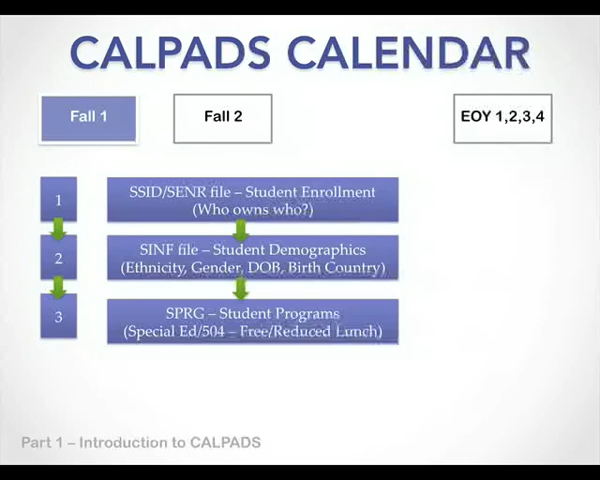 CALPADS CALENDAR
Fall 1
Fall 2
EOY 1,2,3,4
1
SSID/SENR file – Student Enrollment
(Who owns who?)
2
SINF file – Student Demographics
(Ethnicity, Gender, DOB, Birth Country)
3
SPRG – Student Programs
(Special Ed/504 – Free/Reduced Lunch)
Part 1 – Introduction to CALPADS